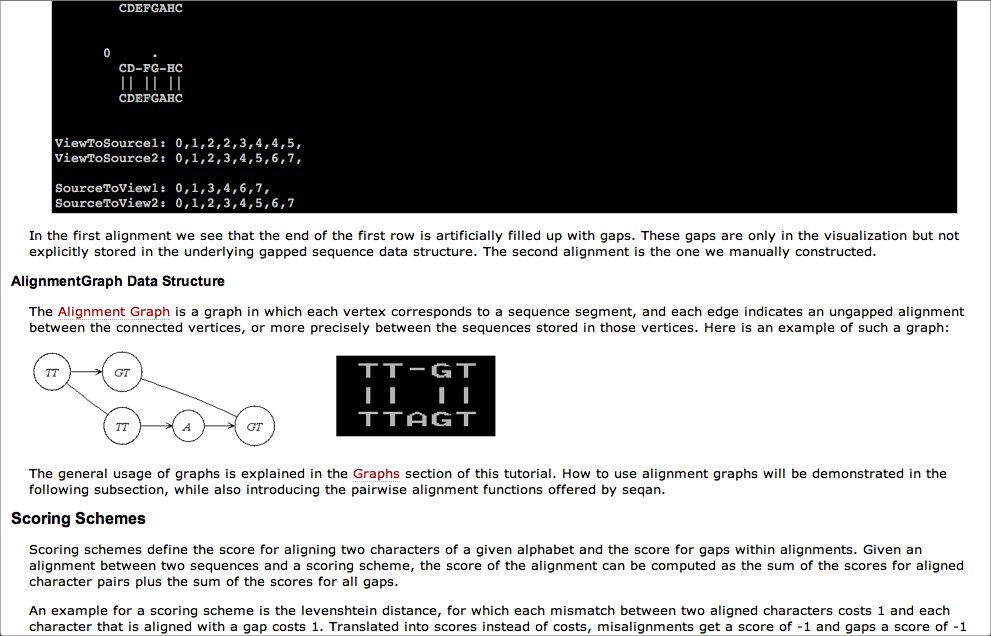 CDEFGAHC
0 .
CD-FG-HC
|| || ||
CDEFGAHC
ViewToSource1: 0,1,2,2,3,4,4,5,
ViewToSource2: 0,1,2,3,4,5,6,7,
SourceToView1: 0,1,3,4,6,7,
SourceToView2: 0,1,2,3,4,5,6,7
In the first alignment we see that the end of the first row is artificially filled up with gaps. These gaps are only in the visualization but not
explicitly stored in the underlying gapped sequence data structure. The second alignment is the one we manually constructed.
AlignmentGraph Data Structure
The Alignment Graph is a graph in which each vertex corresponds to a sequence segment, and each edge indicates an ungapped alignment
between the connected vertices, or more precisely between the sequences stored in those vertices. Here is an example of such a graph:
TT GT
TT A GT
TT-GT
|| ||
TTAGT
The general usage of graphs is explained in the Graphs section of this tutorial. How to use alignment graphs will be demonstrated in the
following subsection, while also introducing the pairwise alignment functions offered by seqan.
Scoring Schemes
Scoring schemes define the score for aligning two characters of a given alphabet and the score for gaps within alignments. Given an
alignment between two sequences and a scoring scheme, the score of the alignment can be computed as the sum of the scores for aligned
character pairs plus the sum of the scores for all gaps.
An example for a scoring scheme is the levenshtein distance, for which each mismatch between two aligned characters costs 1 and each
character that is aligned with a gap costs 1. Translated into scores instead of costs, misalignments get a score of -1 and gaps a score of -1